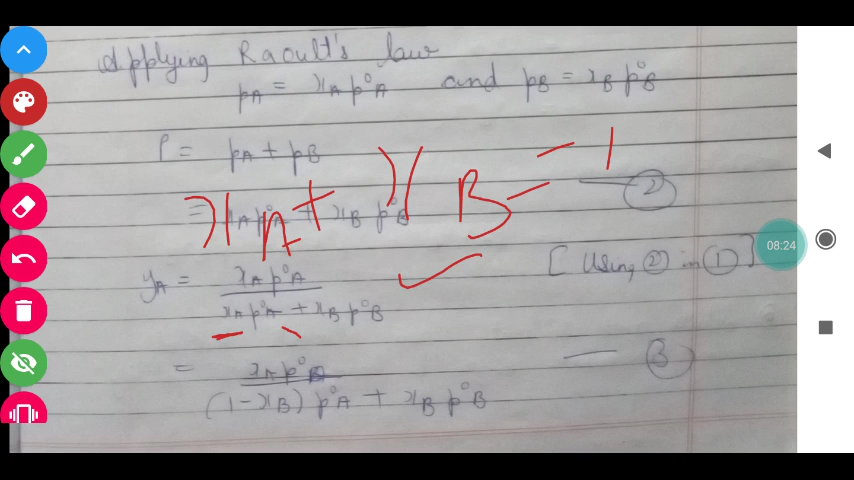 Applying Raoult's law
pA = xA p°A and pB = xB p°B
P = pA + pB
= xA p°A + xB p°B — ②
xA + xB = 1
yA = xA p°A / xA p°A + xB p°B [Using ② in ①]
= xA p°B / (1-xB) p°A + xB p°B — ③
08:24